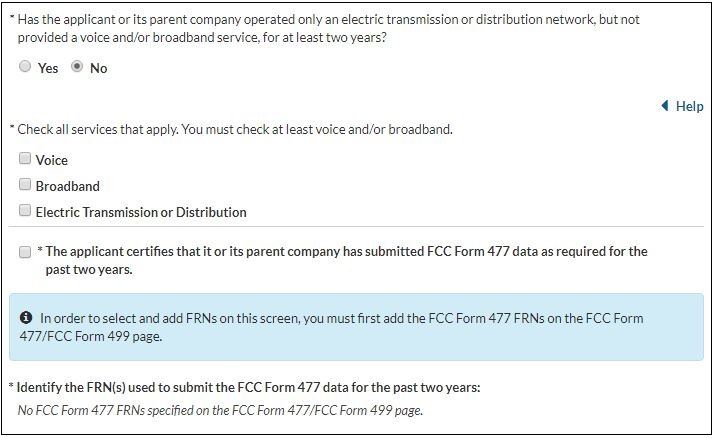 * Has the applicant or its parent company operated only an electric transmission or distribution network, but not
provided a voice and/or broadband service, for at least two years?
Yes No
Help
* Check all services that apply. You must check at least voice and/or broadband.
Voice
Broadband
Electric Transmission or Distribution
* The applicant certifies that it or its parent company has submitted FCC Form 477 data as required for the
past two years.
In order to select and add FRNs on this screen, you must first add the FCC Form 477 FRNs on the FCC Form
477/FCC Form 499 page.
* Identify the FRN(s) used to submit the FCC Form 477 data for the past two years:
No FCC Form 477 FRNs specified on the FCC Form 477/FCC Form 499 page.